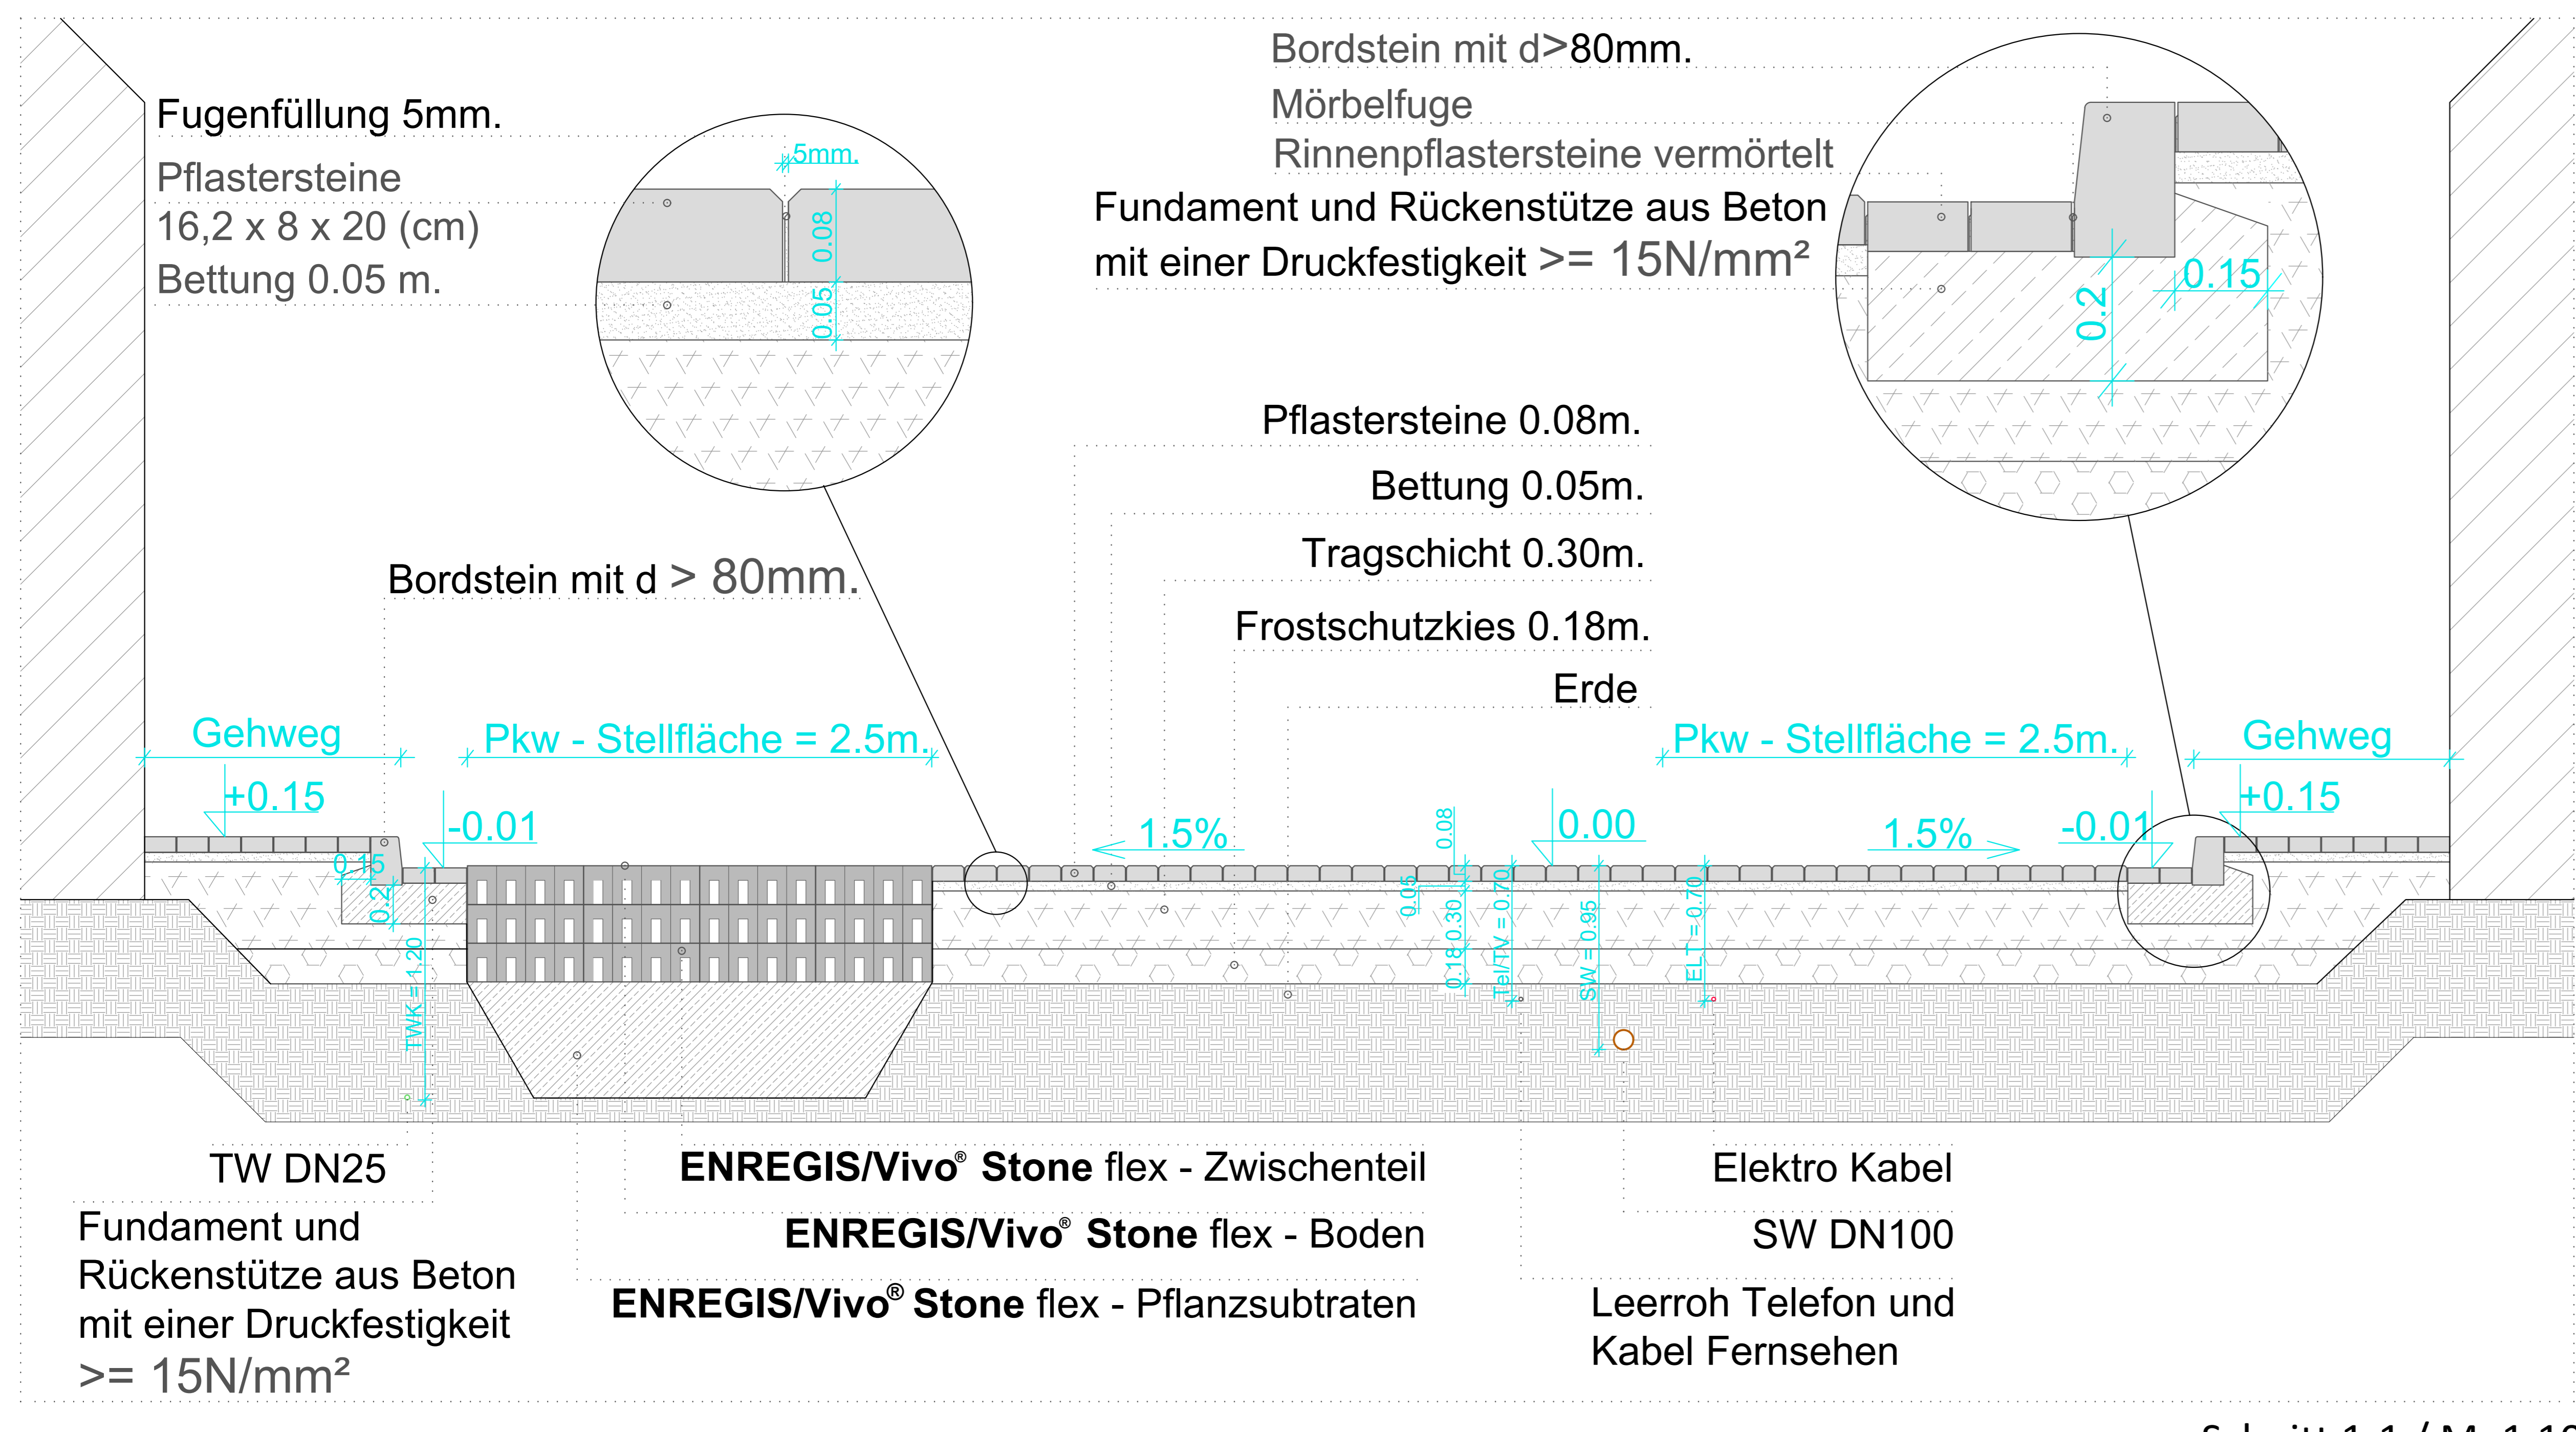 Fugenfüllung 5mm.
Pflastersteine
16,2 x 8 x 20 (cm)
Bettung 0.05 m.
5mm.
0.08
0.05
Bordstein mit d>80mm.
Mörbelfuge
Rinnenpflastersteine vermörtelt
Fundament und Rückenstütze aus Beton
mit einer Druckfestigkeit >= 15N/mm²
0.15
0.2
Pflastersteine 0.08m.
Bettung 0.05m.
Tragschicht 0.30m.
Frostschutzkies 0.18m.
Erde
Bordstein mit d > 80mm.
Gehweg
Pkw - Stellfläche = 2.5m.
Pkw - Stellfläche = 2.5m.
Gehweg
+0.15
-0.01
1.5%
0.08
0.00
1.5%
-0.01
+0.15
0.15
0.2
TWK = 1.20
0.05
0.30
0.18
Tel/TV = 0.70
SW = 0.95
ELT = 0.70
TW DN25
Fundament und
Rückenstütze aus Beton
mit einer Druckfestigkeit
>= 15N/mm²
ENREGIS/Vivo® Stone flex - Zwischenteil
ENREGIS/Vivo® Stone flex - Boden
ENREGIS/Vivo® Stone flex - Pflanzsubtraten
Elektro Kabel
SW DN100
Leerroh Telefon und
Kabel Fernsehen